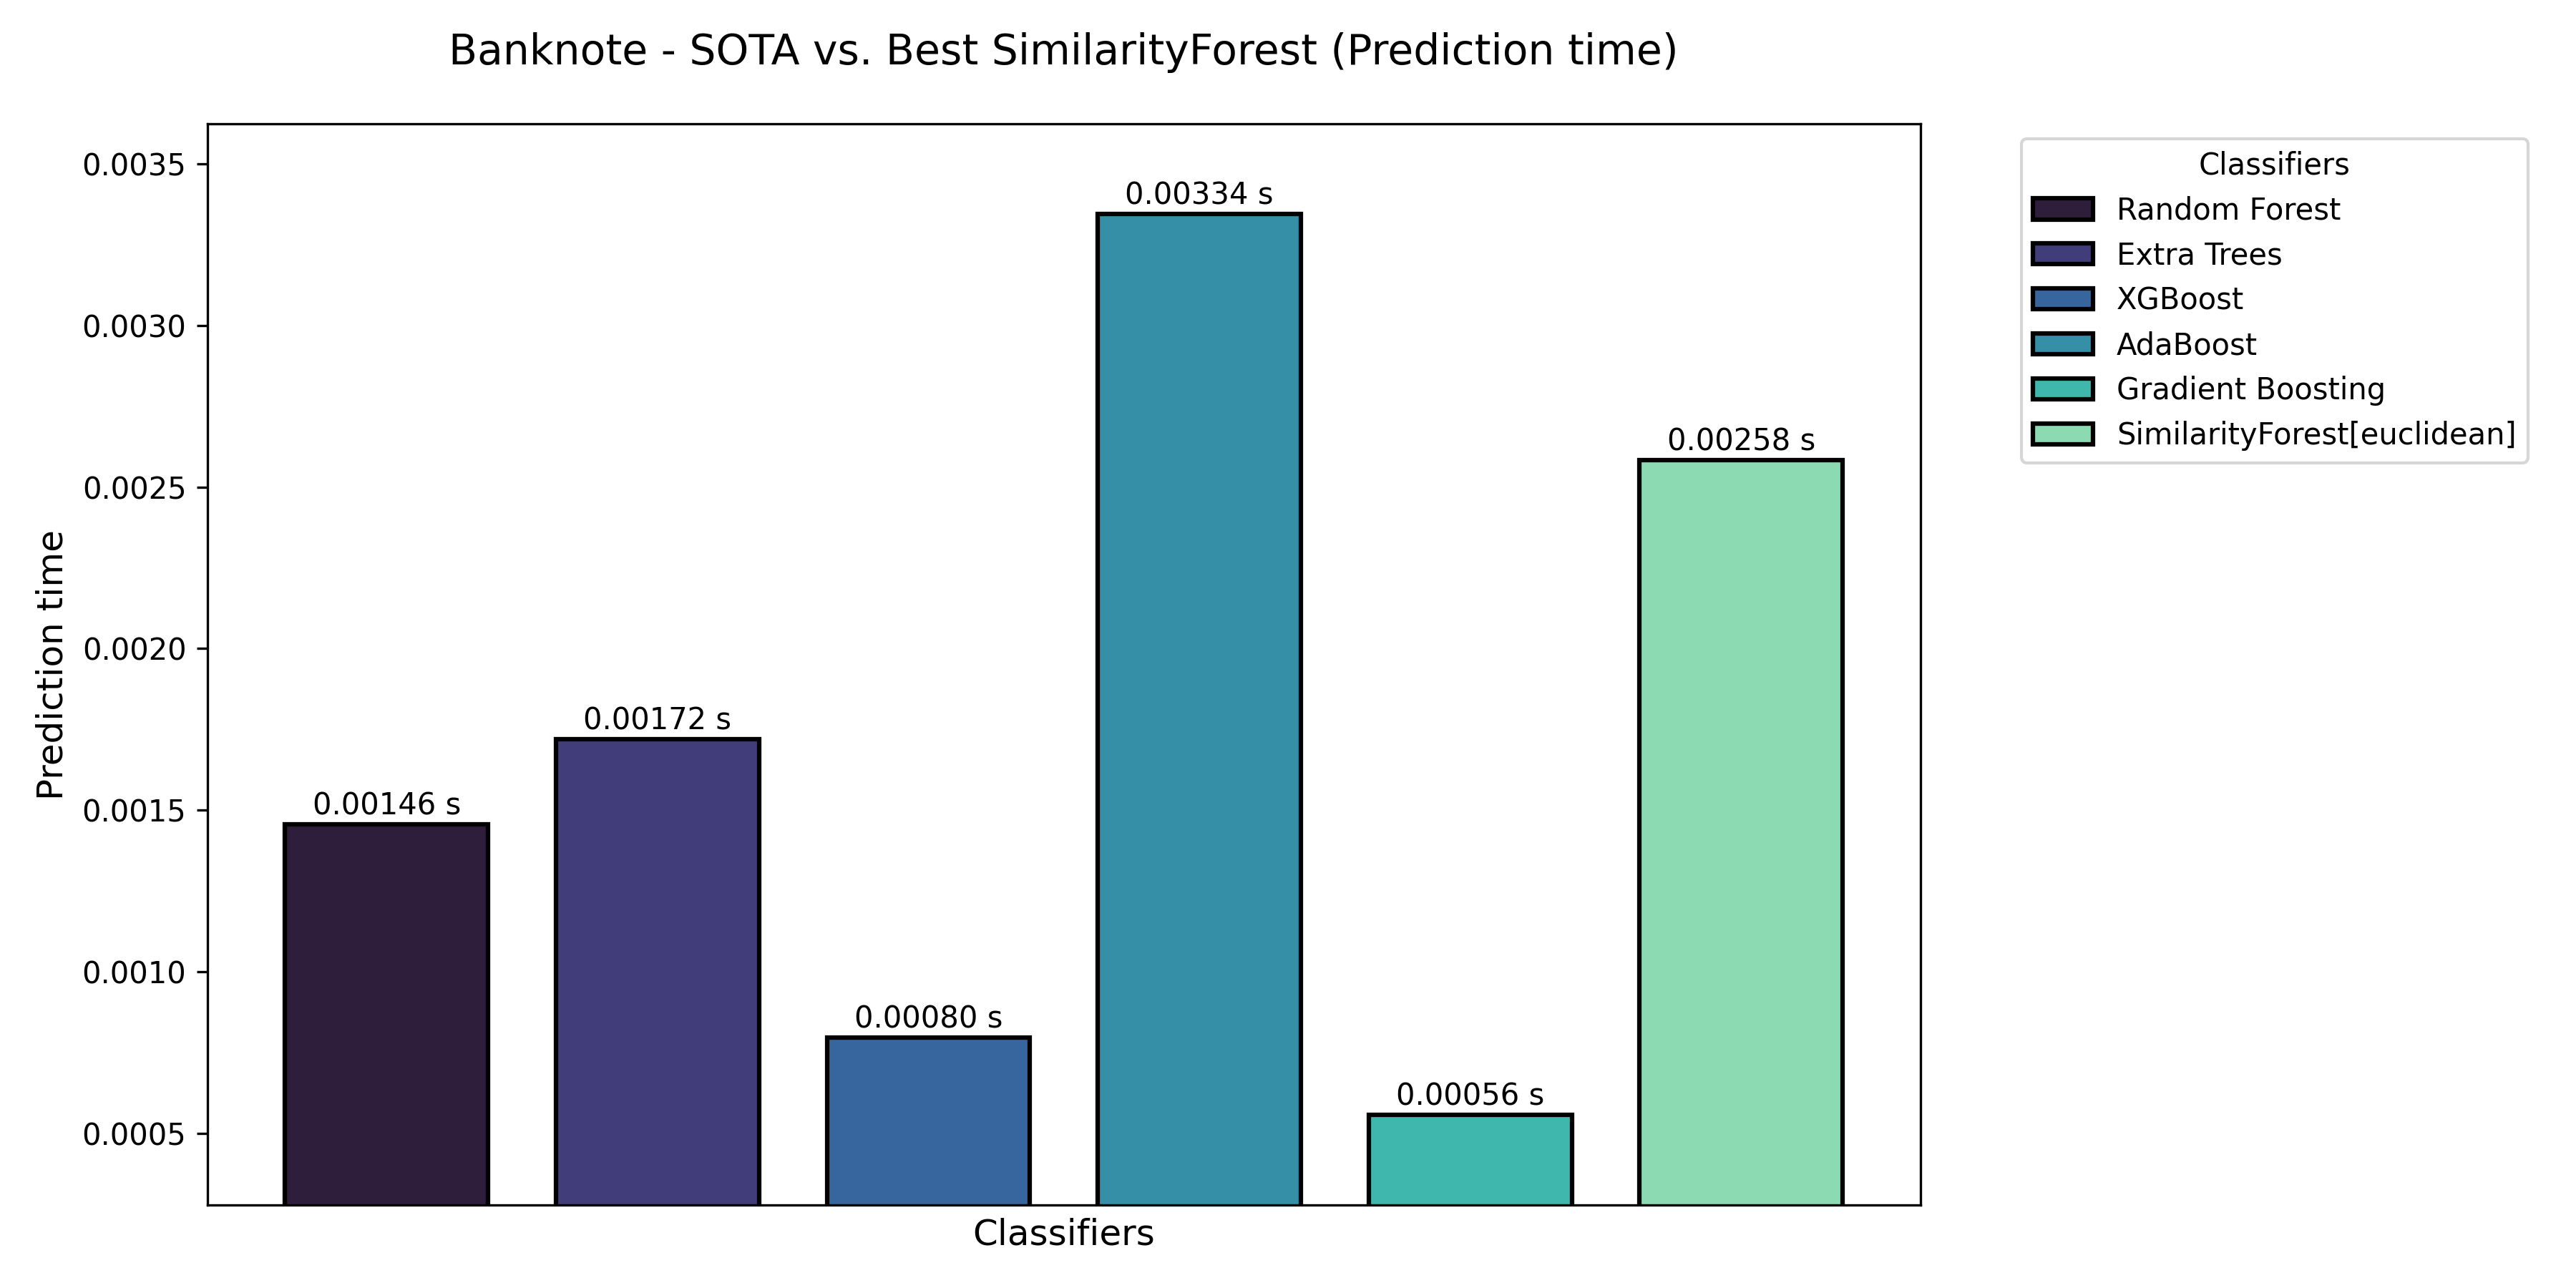 Banknote - SOTA vs. Best SimilarityForest (Prediction time)
Prediction time
0.0035
0.0030
0.0025
0.0020
0.0015
0.0010
0.0005
0.00146 s
0.00172 s
0.00080 s
0.00334 s
0.00056 s
0.00258 s
Classifiers
Classifiers
Random Forest
Extra Trees
XGBoost
AdaBoost
Gradient Boosting
SimilarityForest[euclidean]